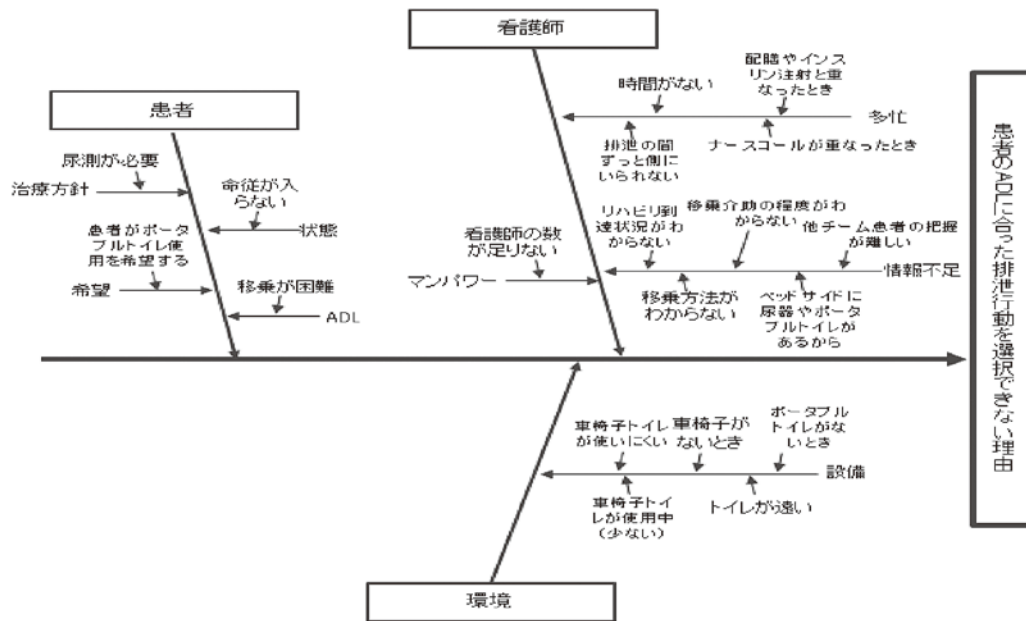 看護師
時間がない
配膳やインス
リン注射と重
なったとき
多忙
排泄の間
ずっと側に
いられない
ナースコールが重なったとき
患者
尿測が必要
治療方針
命従が入
らない
状態
患者がポータ
ブルトイレ使
用を希望する
希望
移乗が困難
ADL
看護師の数
が足りない
マンパワー
リハビリ到
達状況がわ
からない
移乗介助の程度がわ
からない
他チーム患者の把握
が難しい
情報不足
移乗方法が
わからない
ベッドサイドに
尿器やポータ
ブルトイレが
あるから
患者のADLに合った排泄行動を選択できない理由
車椅子トイレ
が使いにくい
車椅子が
ないとき
ポータブル
トイレがな
いとき
設備
車椅子トイ
レが使用中
(少ない)
トイレが遠い
環境